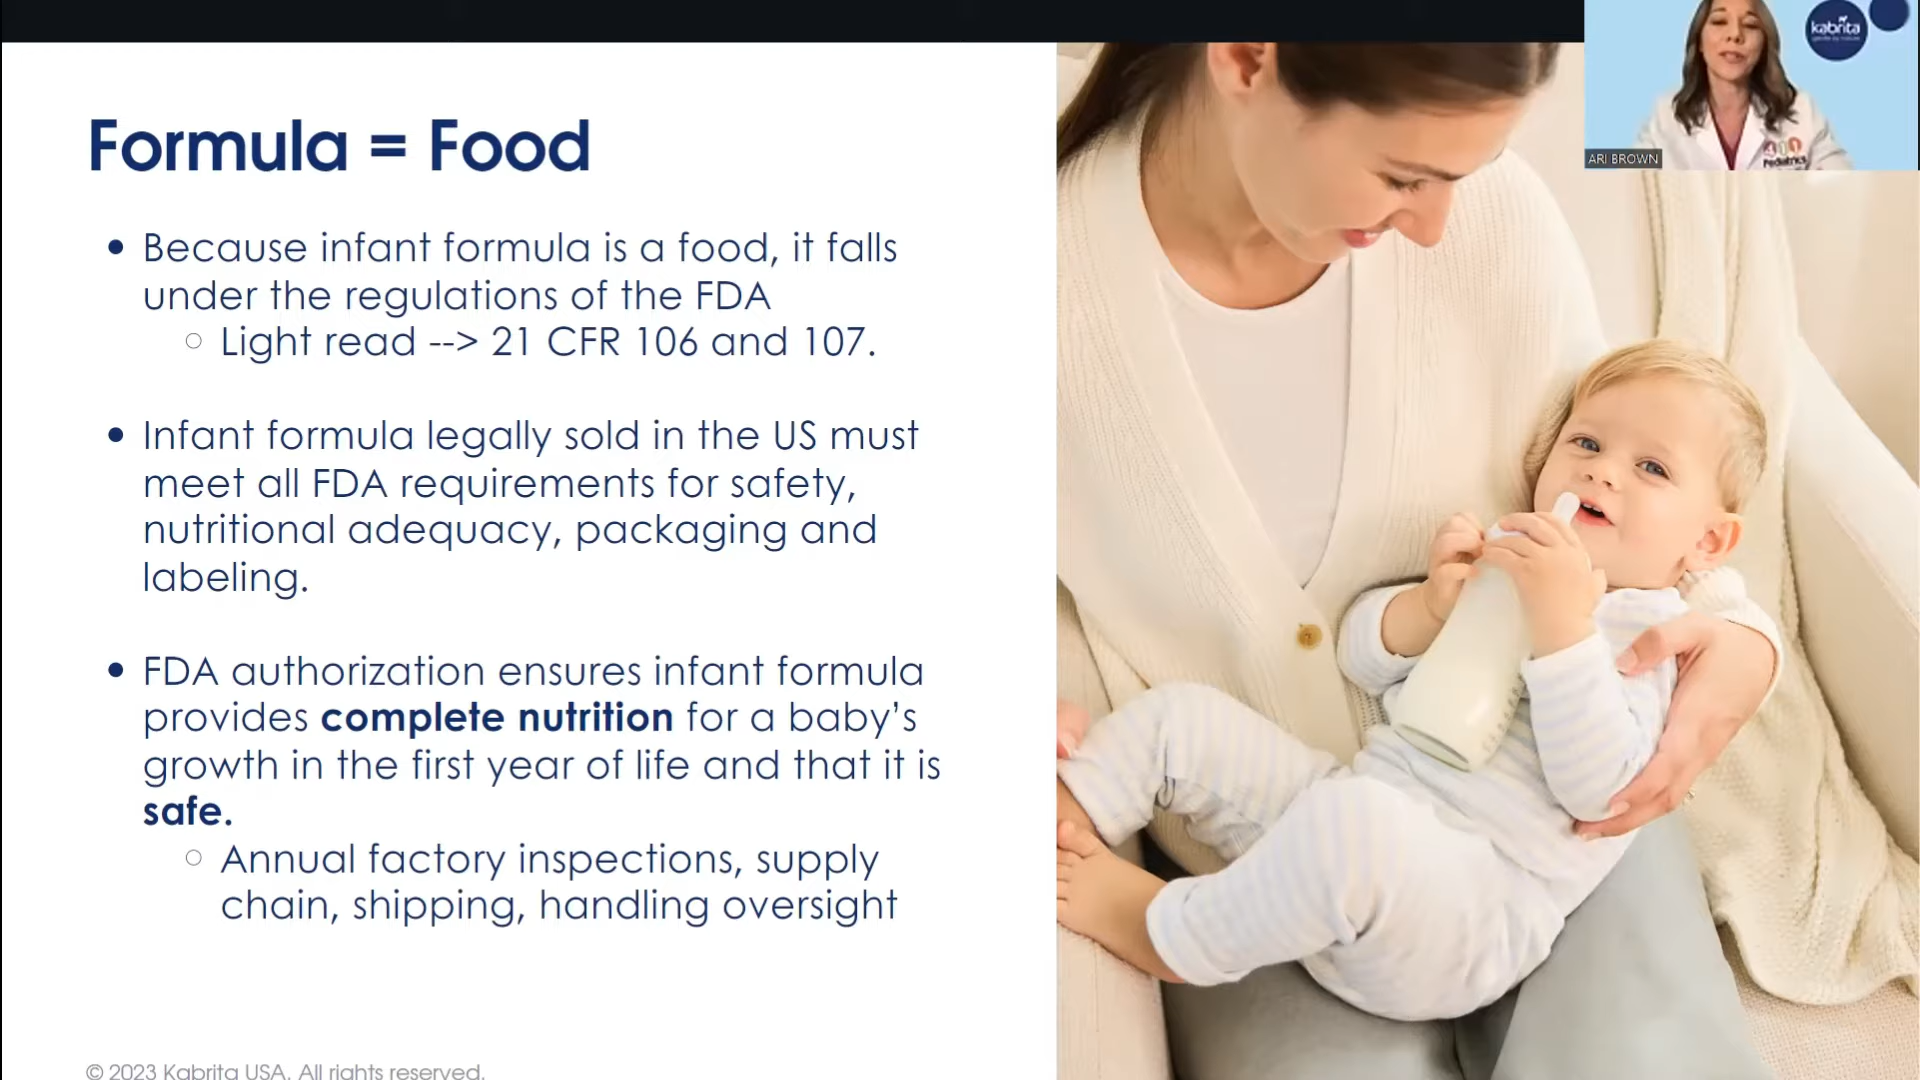 kabrita
ARI BROWN
411
Pediatrics
Formula = Food
• Because infant formula is a food, it falls
under the regulations of the FDA
○ Light read --> 21 CFR 106 and 107.
• Infant formula legally sold in the US must
meet all FDA requirements for safety,
nutritional adequacy, packaging and
labeling.
• FDA authorization ensures infant formula
provides complete nutrition for a baby’s
growth in the first year of life and that it is
safe.
○ Annual factory inspections, supply
chain, shipping, handling oversight
© 2023 Kabrita USA. All rights reserved.